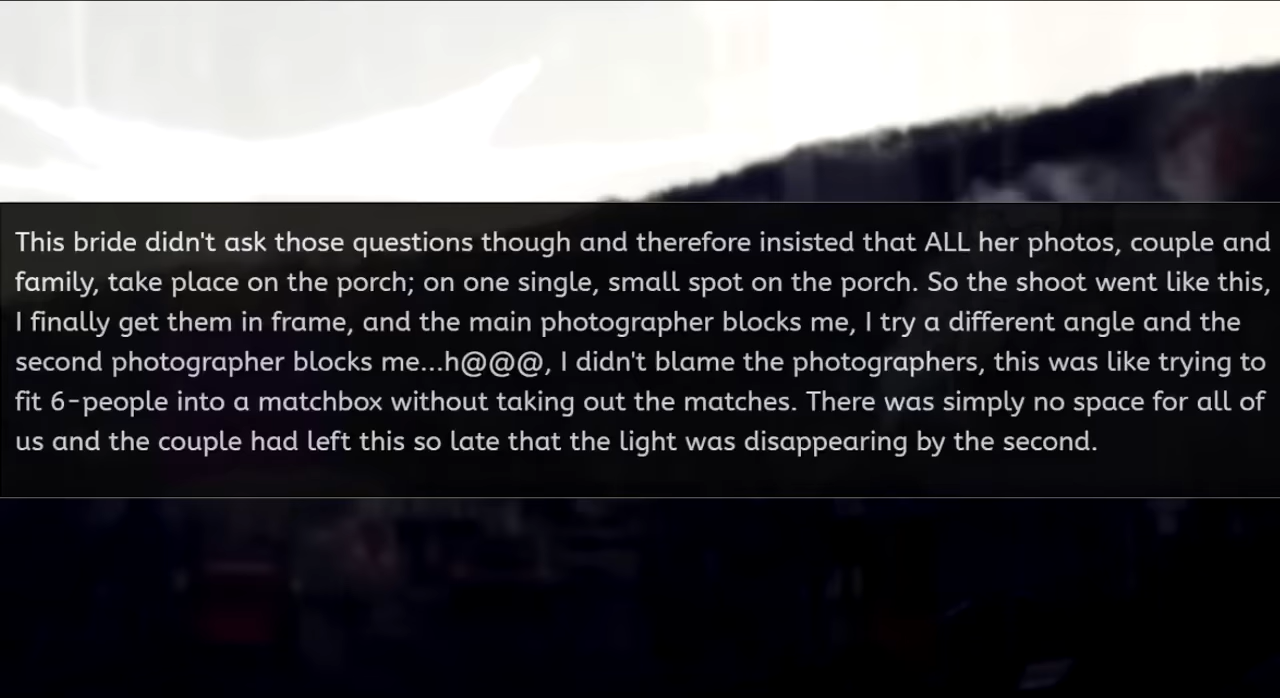 This bride didn't ask those questions though and therefore insisted that ALL her photos, couple and
family, take place on the porch; on one single, small spot on the porch. So the shoot went like this,
I finally get them in frame, and the main photographer blocks me, I try a different angle and the
second photographer blocks me...h@@@, I didn't blame the photographers, this was like trying to
fit 6-people into a matchbox without taking out the matches. There was simply no space for all of
us and the couple had left this so late that the light was disappearing by the second.